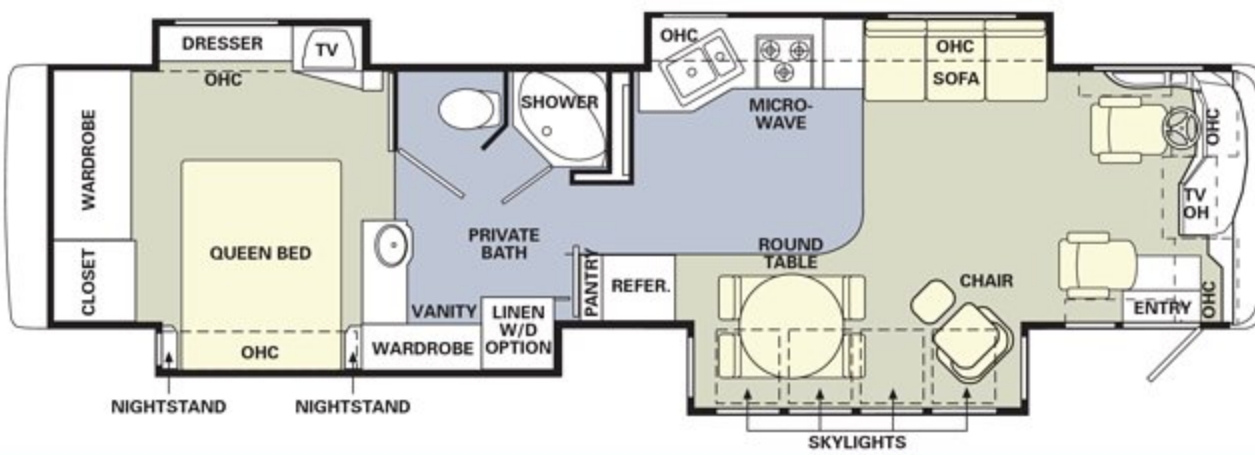 DRESSER
TV
OHC
WARDROBE
CLOSET
QUEEN BED
OHC
NIGHTSTAND
NIGHTSTAND
SHOWER
PRIVATE
BATH
VANITY
WARDROBE
LINEN
W/D
OPTION
PANTRY
REFER.
OHC
MICRO-
WAVE
OHC
SOFA
ROUND
TABLE
CHAIR
SKYLIGHTS
OHC
TV
OH
ENTRY
OHC